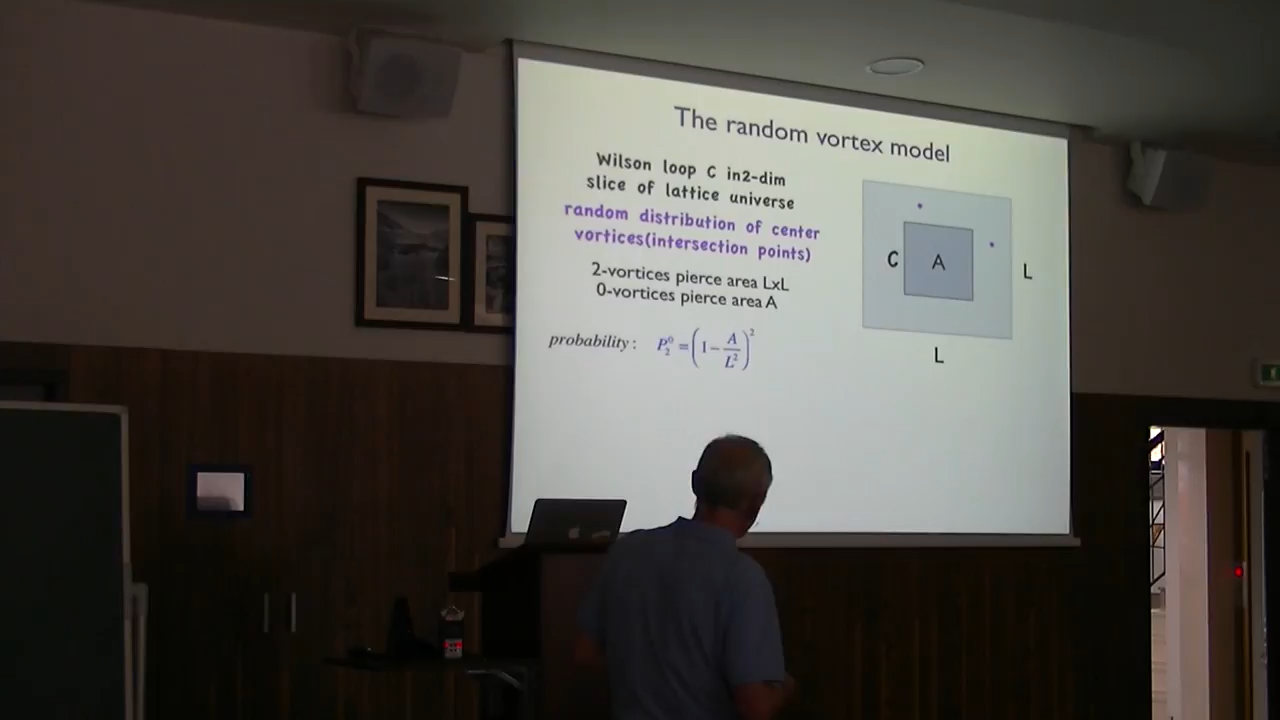 The random vortex model
Wilson loop C in2-dim
slice of lattice universe
random distribution of center
vortices(intersection points)
2-vortices pierce area LxL
0-vortices pierce area A
probability: P₂⁰ = (1 − A/L²)²
C
A
L
L